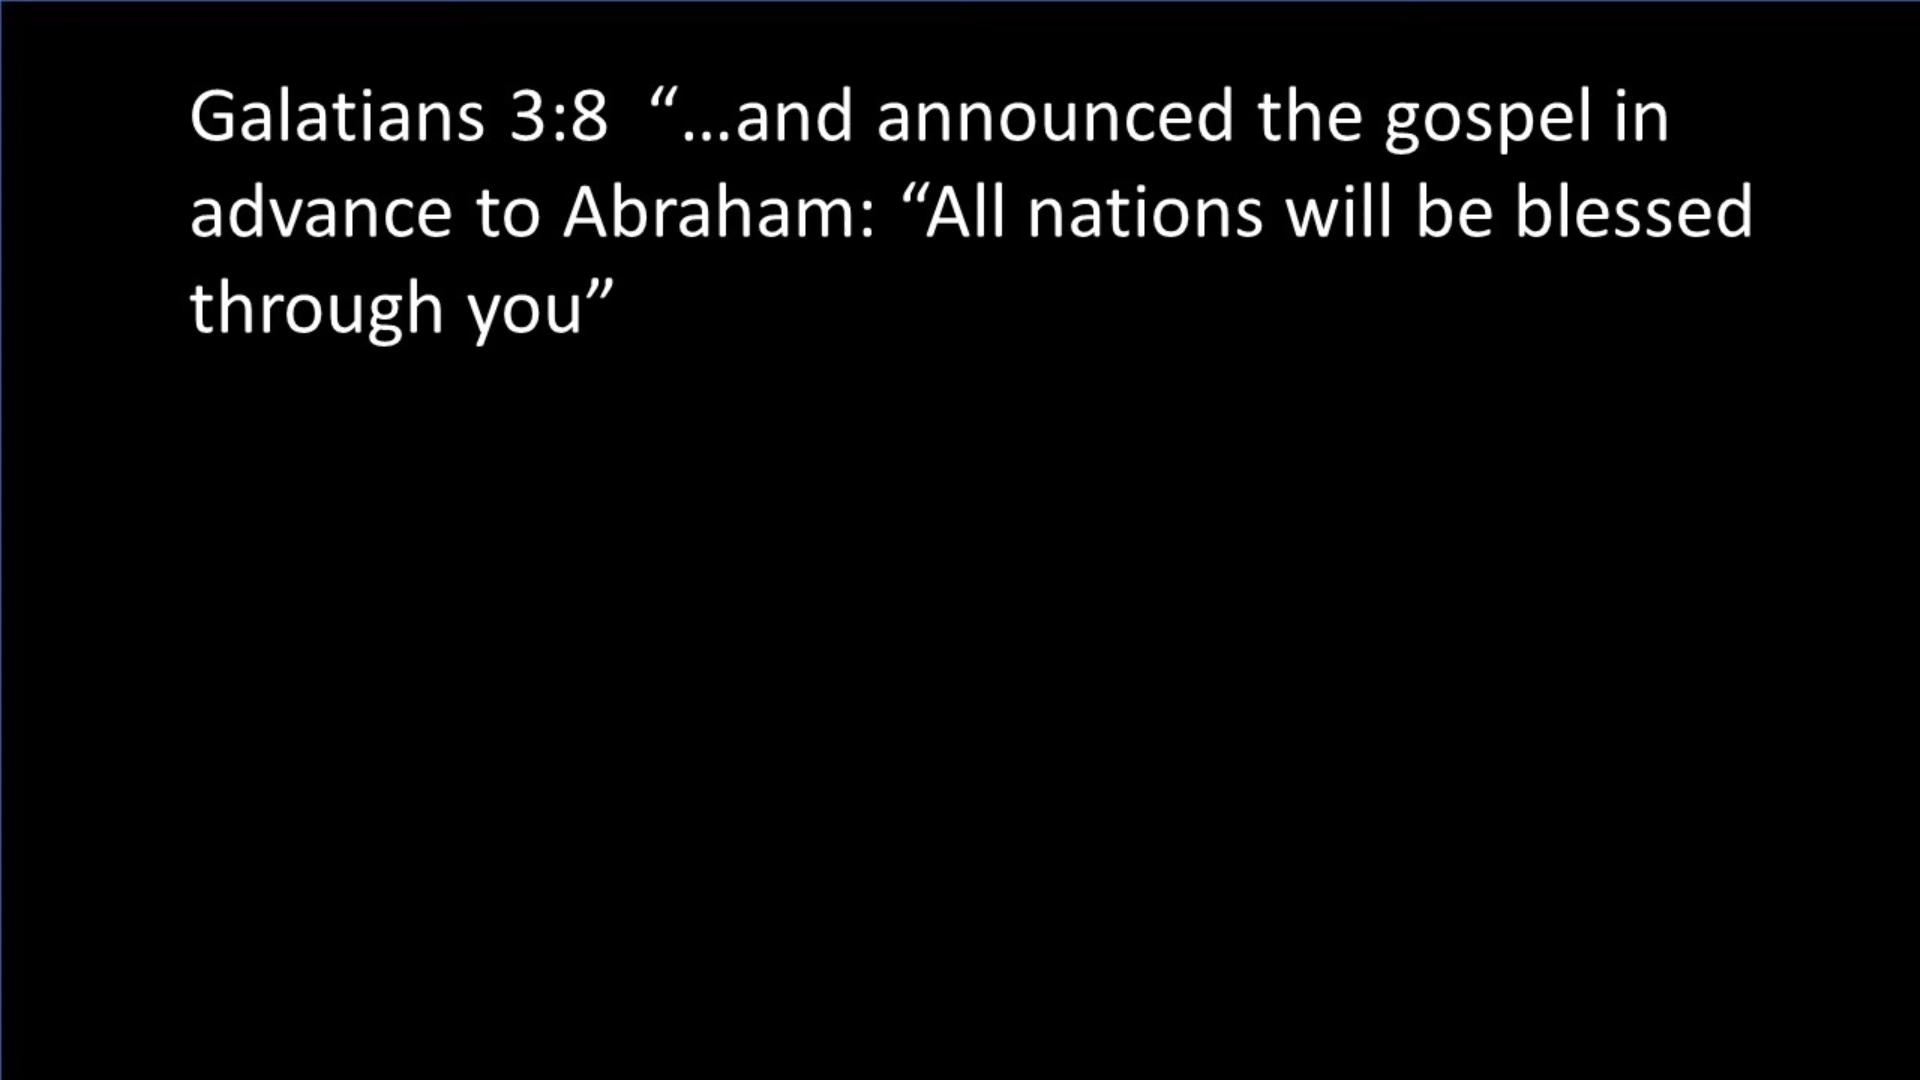 Galatians 3:8  “…and announced the gospel in
advance to Abraham: “All nations will be blessed
through you”